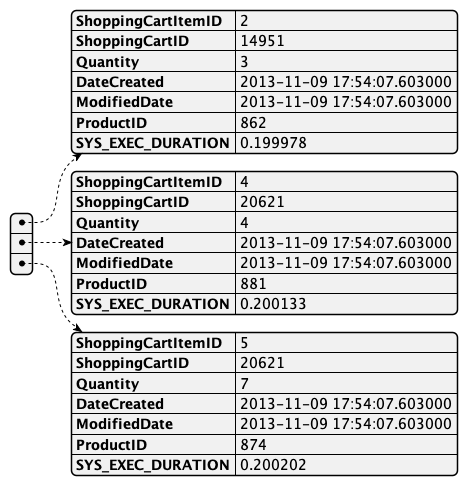 ShoppingCartItemID 2
ShoppingCartID 14951
Quantity 3
DateCreated 2013-11-09 17:54:07.603000
ModifiedDate 2013-11-09 17:54:07.603000
ProductID 862
SYS_EXEC_DURATION 0.199978
ShoppingCartItemID 4
ShoppingCartID 20621
Quantity 4
DateCreated 2013-11-09 17:54:07.603000
ModifiedDate 2013-11-09 17:54:07.603000
ProductID 881
SYS_EXEC_DURATION 0.200133
ShoppingCartItemID 5
ShoppingCartID 20621
Quantity 7
DateCreated 2013-11-09 17:54:07.603000
ModifiedDate 2013-11-09 17:54:07.603000
ProductID 874
SYS_EXEC_DURATION 0.200202